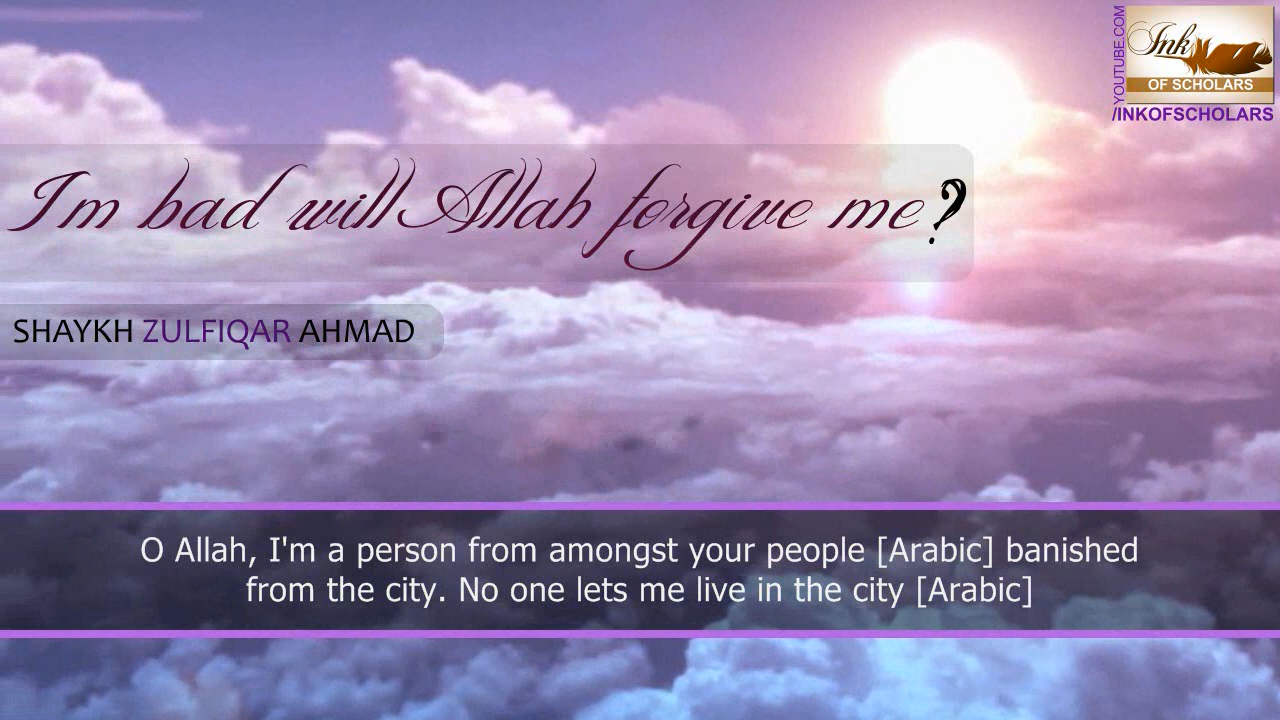 YOUTUBE.COM
Ink
OF SCHOLARS
/INKOFSCHOLARS
Im bad will Allah forgive me?
SHAYKH ZULFIQAR AHMAD
O Allah, I'm a person from amongst your people [Arabic] banished
from the city. No one lets me live in the city [Arabic]